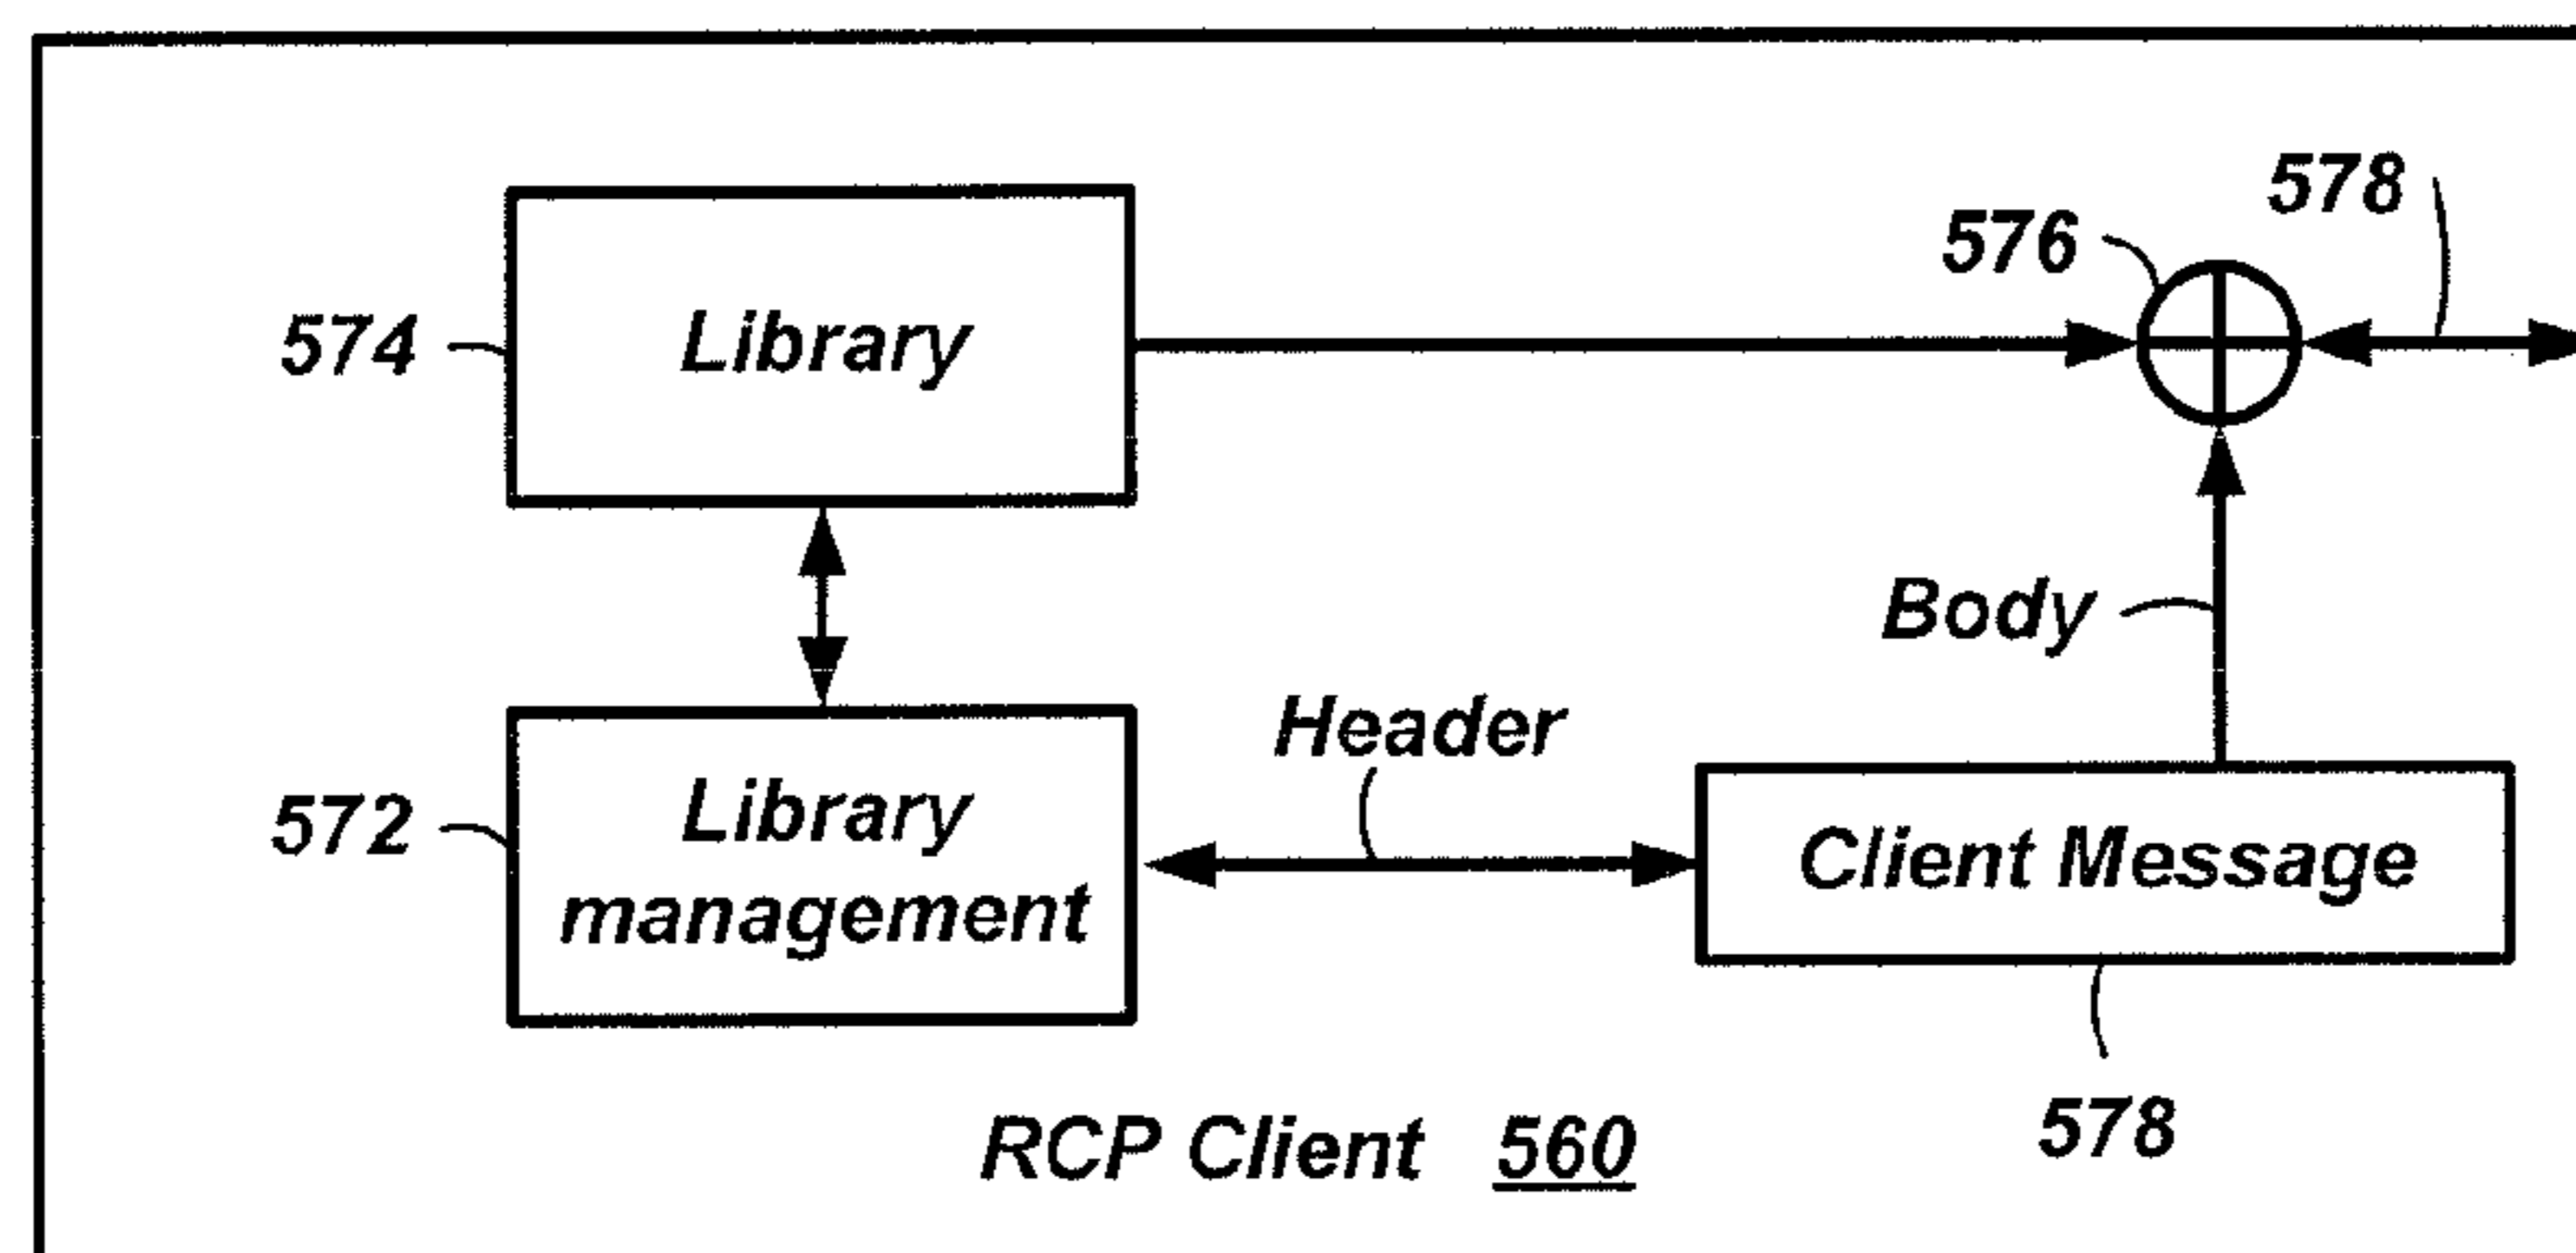 578
576
574
Library
Body
Header
572
Library
management
Client Message
578
RCP Client 560